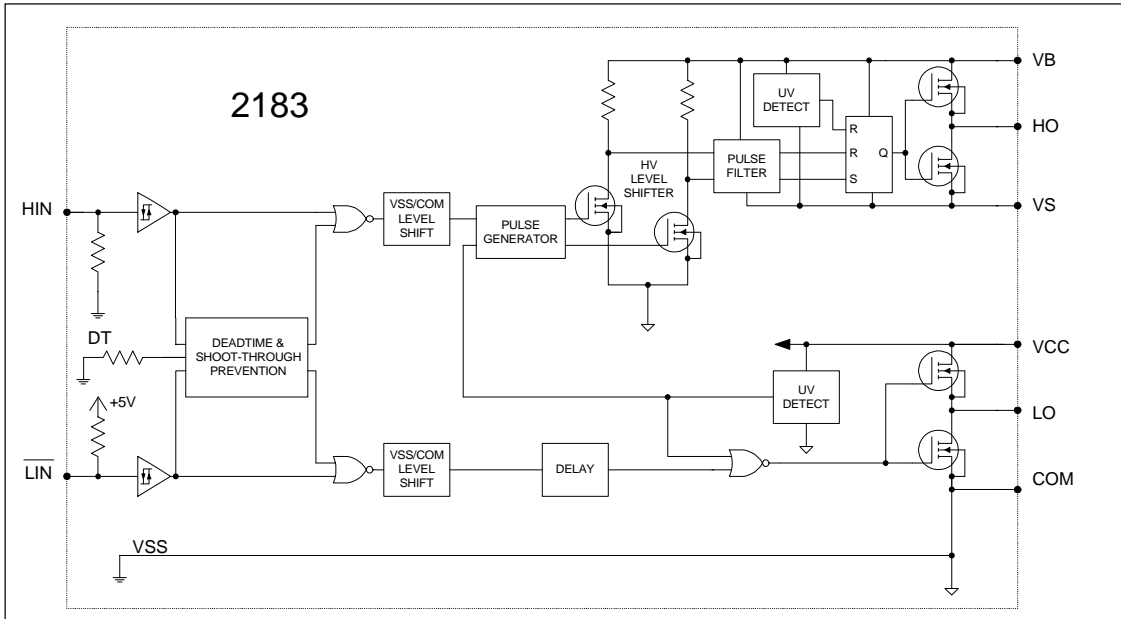 2183
VB
UV
DETECT
HO
R
R
Q
S
PULSE
FILTER
HV
LEVEL
SHIFTER
VS
HIN
VSS/COM
LEVEL
SHIFT
PULSE
GENERATOR
DT
DEADTIME &
SHOOT-THROUGH
PREVENTION
+5V
VCC
UV
DETECT
LO
LIN
VSS/COM
LEVEL
SHIFT
DELAY
COM
VSS